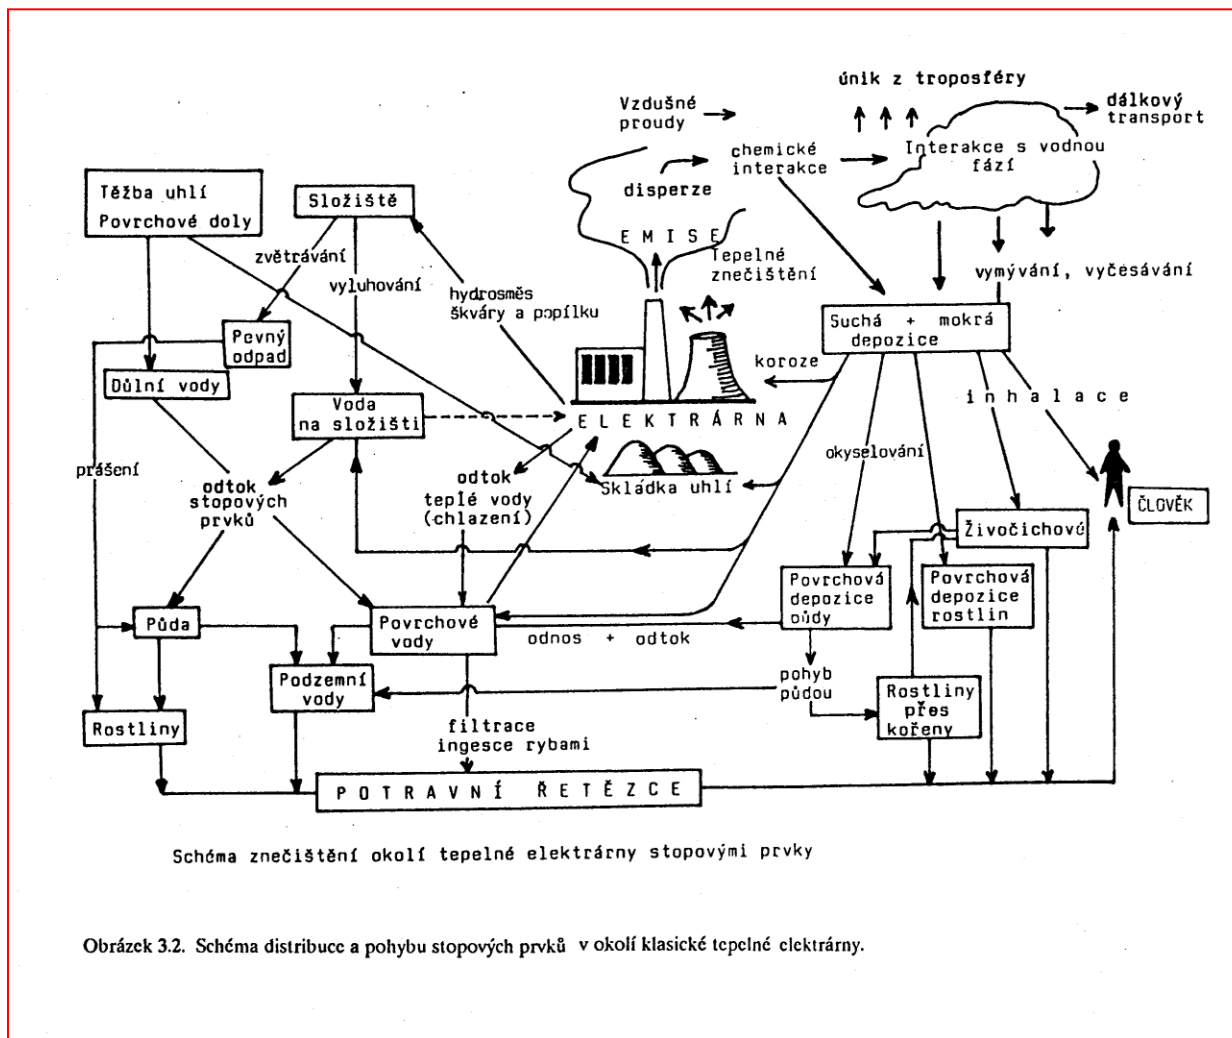 únik z troposféry
Vzdušné
proudy
dálkový
transport
chemické
interakce
Interakce s vodnou
fází
disperze
Těžba uhlí
Povrchové doly
Složiště
EMISE
Tepelné
znečištění
zvětrávání
vyluhování
hydrosměs
škváry a popílku
vymývání, vyčesávání
Suchá + mokrá
depozice
Pevný
odpad
koroze
Důlní vody
Voda
na složišti
ELEKTRÁRNA
inhalace
prášení
okyselování
odtok
stopových
prvků
odtok
teplé vody
(chlazení)
Skládka uhlí
ČLOVĚK
Živočichové
Povrchová
depozice
půdy
Povrchová
depozice
rostlin
Půda
Povrchové
vody
odnos + odtok
Podzemní
vody
pohyb
půdou
Rostliny
přes
kořeny
Rostliny
filtrace
ingesce rybami
POTRAVNÍ ŘETĚZCE
Schéma znečištění okolí tepelné elektrárny stopovými prvky
Obrázek 3.2. Schéma distribuce a pohybu stopových prvků v okolí klasické tepelné elektrárny.